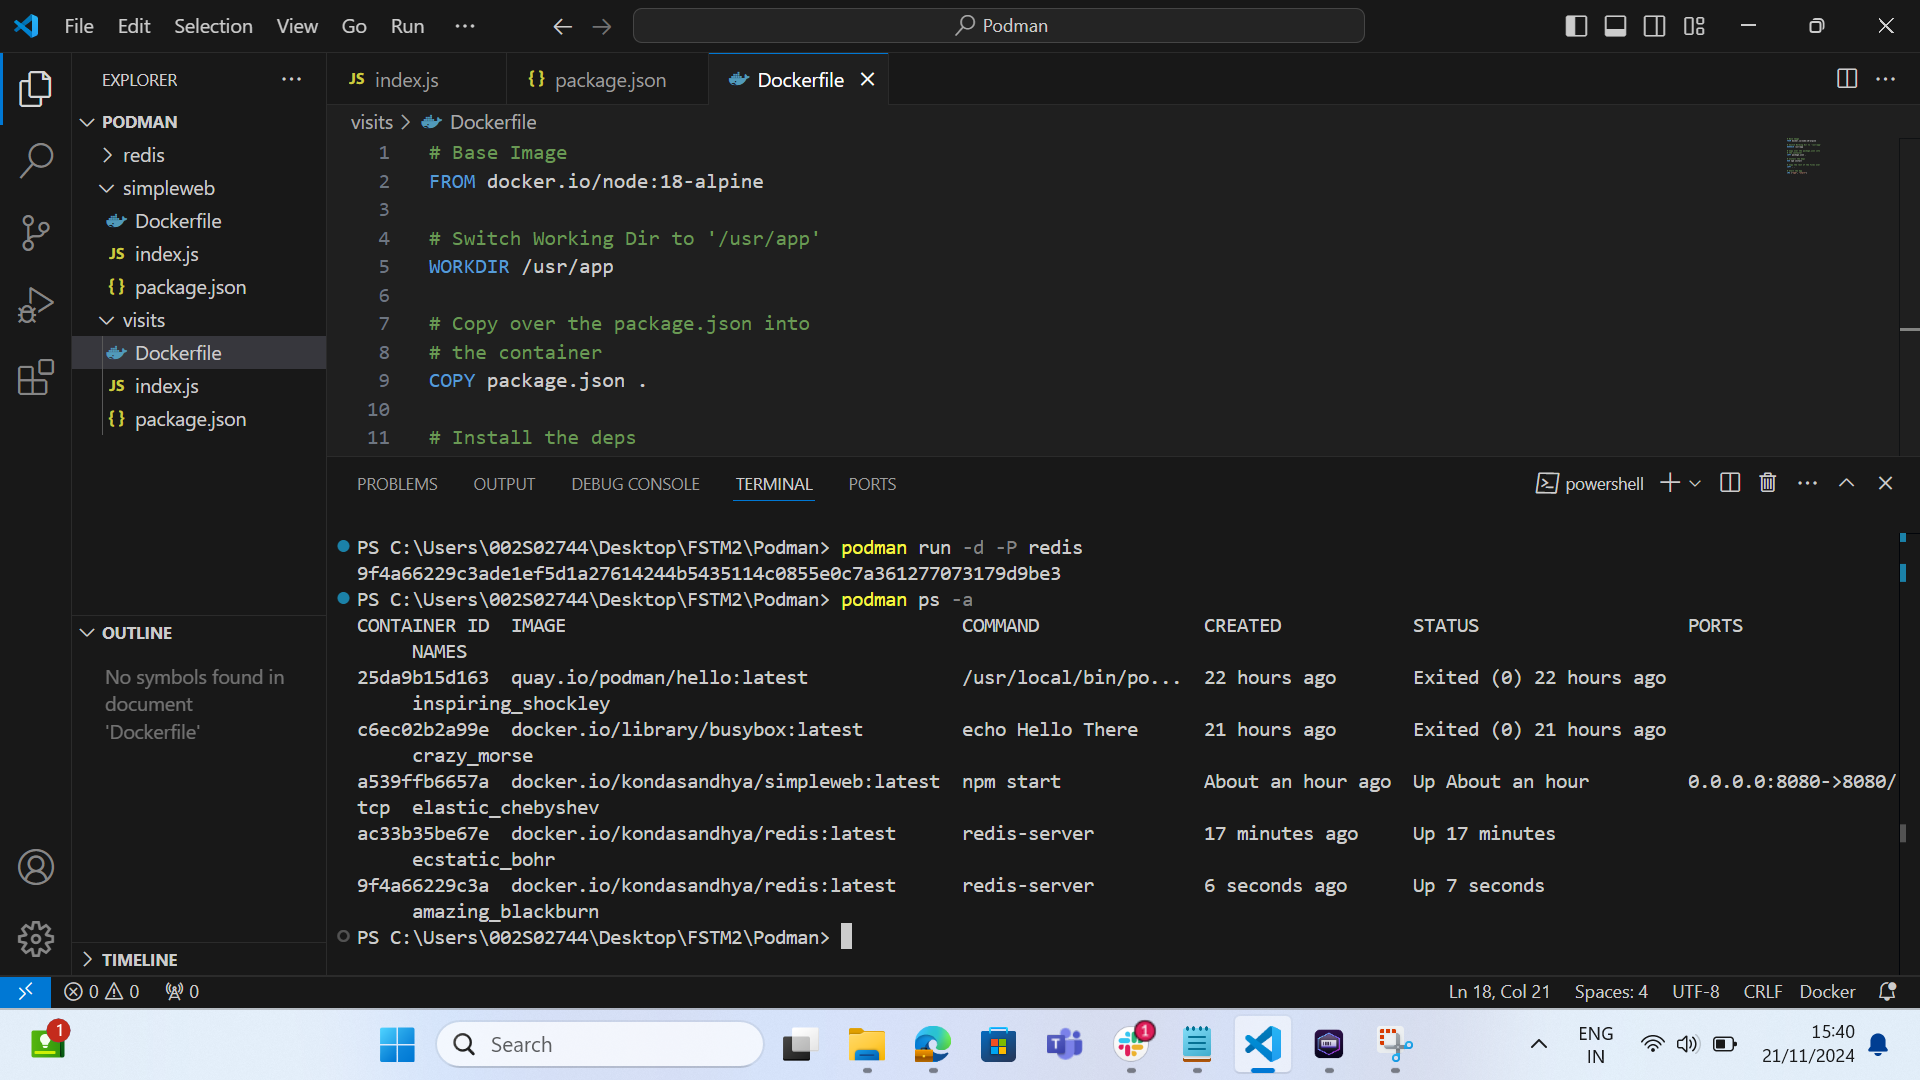 File Edit Selection View Go Run ···
Podman
EXPLORER
PODMAN
redis
simpleweb
Dockerfile
JS index.js
{} package.json
visits
Dockerfile
JS index.js
{} package.json
OUTLINE
No symbols found in
document
'Dockerfile'
TIMELINE
JS index.js
{} package.json
Dockerfile
visits > Dockerfile
1 # Base Image
2 FROM docker.io/node:18-alpine
3
4 # Switch Working Dir to '/usr/app'
5 WORKDIR /usr/app
6
7 # Copy over the package.json into
8 # the container
9 COPY package.json .
10
11 # Install the deps
PROBLEMS OUTPUT DEBUG CONSOLE TERMINAL PORTS
powershell
PS C:\Users\002S02744\Desktop\FSTM2\Podman> podman run -d -P redis
9f4a66229c3ade1ef5d1a27614244b5435114c0855e0c7a361277073179d9be3
PS C:\Users\002S02744\Desktop\FSTM2\Podman> podman ps -a
CONTAINER ID IMAGE COMMAND CREATED STATUS PORTS
NAMES
25da9b15d163 quay.io/podman/hello:latest /usr/local/bin/po... 22 hours ago Exited (0) 22 hours ago
inspiring_shockley
c6ec02b2a99e docker.io/library/busybox:latest echo Hello There 21 hours ago Exited (0) 21 hours ago
crazy_morse
a539ffb6657a docker.io/kondasandhya/simpleweb:latest npm start About an hour ago Up About an hour 0.0.0.0:8080->8080/
tcp elastic_chebyshev
ac33b35be67e docker.io/kondasandhya/redis:latest redis-server 17 minutes ago Up 17 minutes
ecstatic_bohr
9f4a66229c3a docker.io/kondasandhya/redis:latest redis-server 6 seconds ago Up 7 seconds
amazing_blackburn
PS C:\Users\002S02744\Desktop\FSTM2\Podman>
0 0 0
Ln 18, Col 21 Spaces: 4 UTF-8 CRLF Docker
1
Search
1
ENG
IN
15:40
21/11/2024